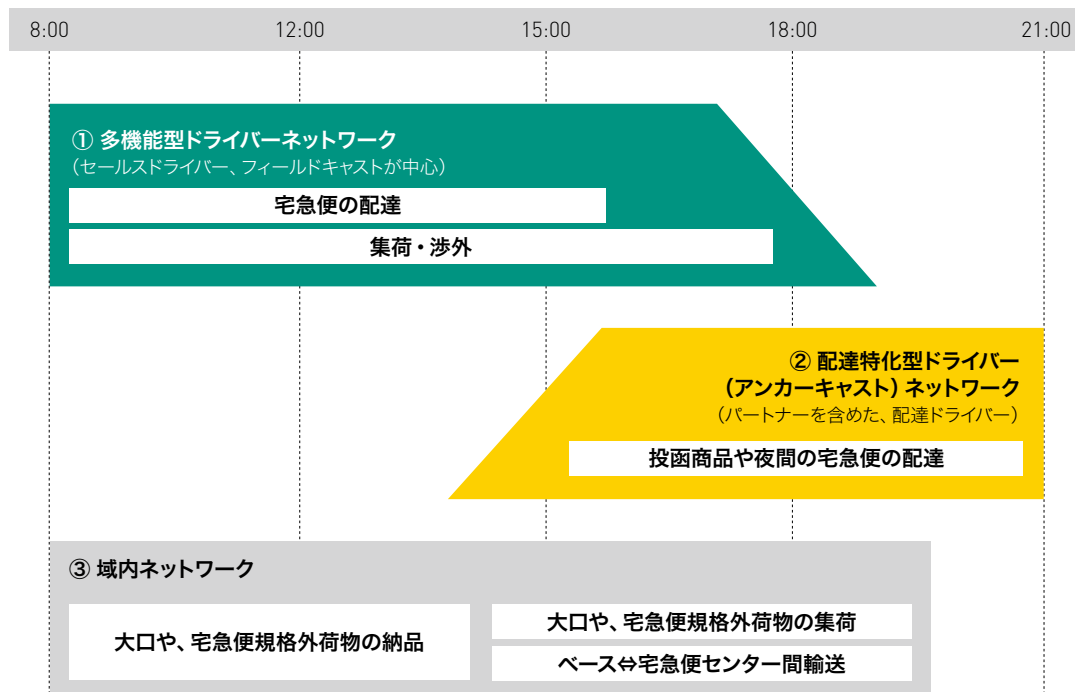 8:00 12:00 15:00 18:00 21:00
① 多機能型ドライバーネットワーク
（セールスドライバー、フィールドキャストが中心）
宅急便の配達
集荷・渉外
② 配達特化型ドライバー
（アンカーキャスト）ネットワーク
（パートナーを含めた、配達ドライバー）
投函商品や夜間の宅急便の配達
③ 域内ネットワーク
大口や、宅急便規格外荷物の納品
大口や、宅急便規格外荷物の集荷
ベース⇔宅急便センター間輸送